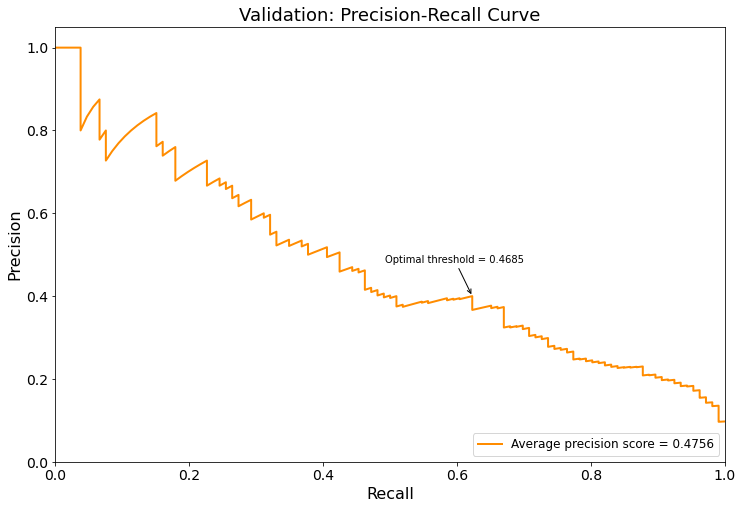 Validation: Precision-Recall Curve
1.0
0.8
0.6
0.4
0.2
0.0
Precision
Optimal threshold = 0.4685
Average precision score = 0.4756
0.0 0.2 0.4 0.6 0.8 1.0
Recall